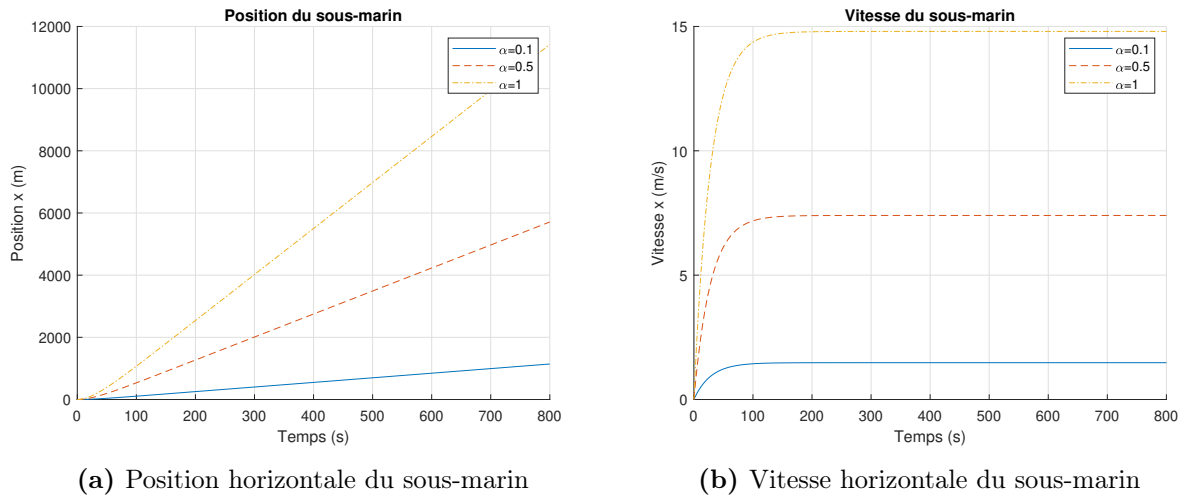 Position du sous-marin
12000
10000
8000
6000
4000
2000
0
Position x (m)
α=0.1
α=0.5
α=1
0 100 200 300 400 500 600 700 800
Temps (s)
(a) Position horizontale du sous-marin
Vitesse du sous-marin
15
10
5
0
Vitesse x (m/s)
α=0.1
α=0.5
α=1
0 100 200 300 400 500 600 700 800
Temps (s)
(b) Vitesse horizontale du sous-marin